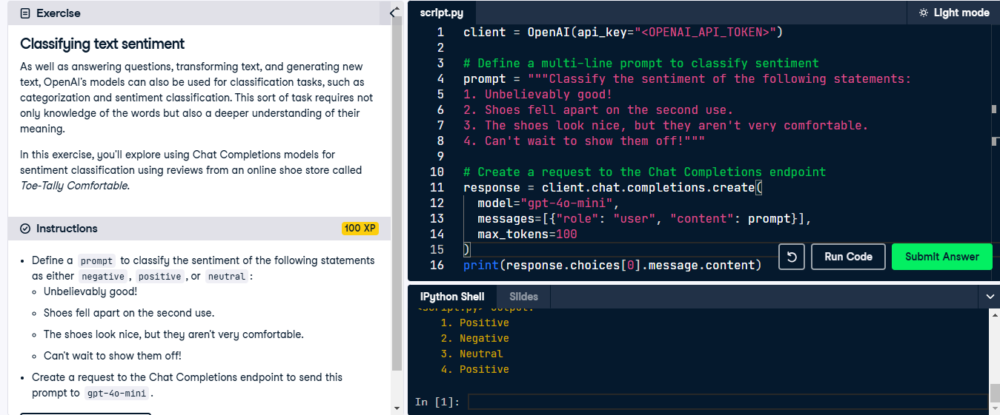 Exercise
Classifying text sentiment
As well as answering questions, transforming text, and generating new
text, OpenAI's models can also be used for classification tasks, such as
categorization and sentiment classification. This sort of task requires not
only knowledge of the words but also a deeper understanding of their
meaning.
In this exercise, you'll explore using Chat Completions models for
sentiment classification using reviews from an online shoe store called
Toe-Tally Comfortable.
Instructions
100 XP
Define a prompt to classify the sentiment of the following statements
as either negative, positive, or neutral:
Unbelievably good!
Shoes fell apart on the second use.
The shoes look nice, but they aren't very comfortable.
Can't wait to show them off!
Create a request to the Chat Completions endpoint to send this
prompt to gpt-4o-mini.
script.py
Light mode
1 client = OpenAI(api_key="<OPENAI_API_TOKEN>")
2
3 # Define a multi-line prompt to classify sentiment
4 prompt = """Classify the sentiment of the following statements:
5 1. Unbelievably good!
6 2. Shoes fell apart on the second use.
7 3. The shoes look nice, but they aren't very comfortable.
8 4. Can't wait to show them off!"""
9
10 # Create a request to the Chat Completions endpoint
11 response = client.chat.completions.create(
12 model="gpt-4o-mini",
13 messages=[{"role": "user", "content": prompt}],
14 max_tokens=100
15 )
16 print(response.choices[0].message.content)
Run Code
Submit Answer
IPython Shell
Slides
<script.py> output:
1. Positive
2. Negative
3. Neutral
4. Positive
In [1]: